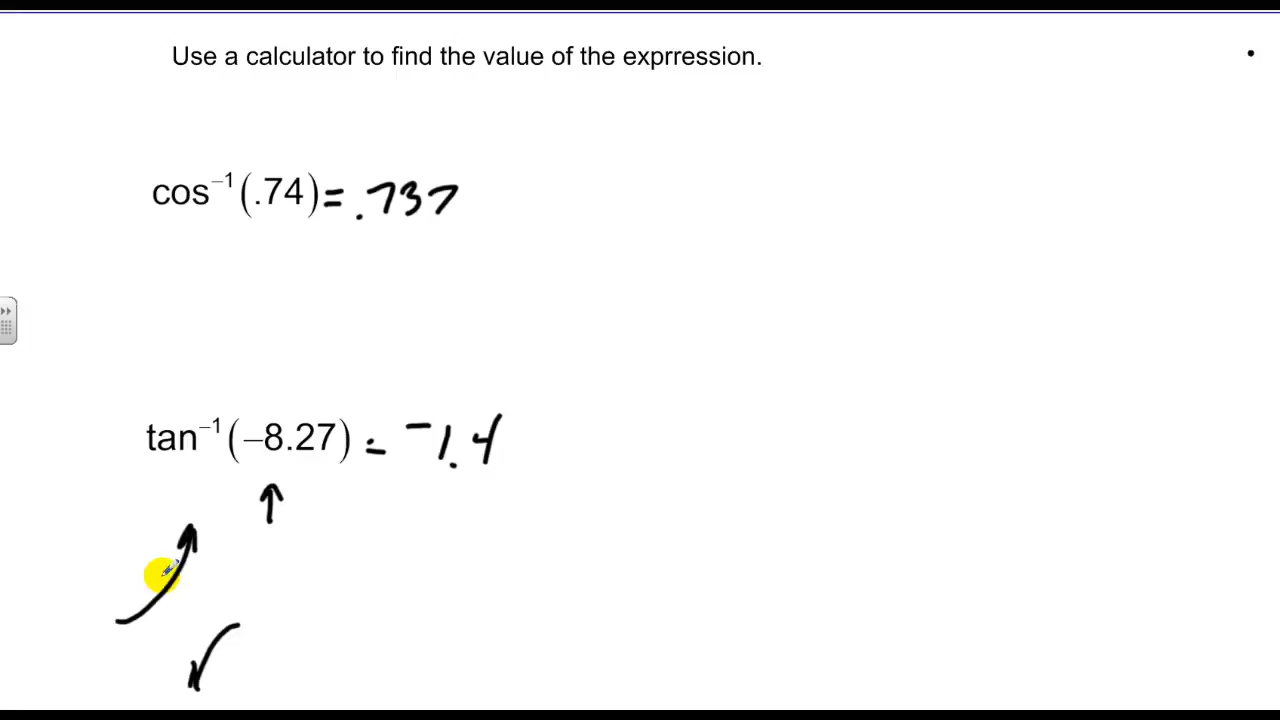 Use a calculator to find the value of the exprression.
cos⁻¹(.74) = .737
tan⁻¹(–8.27) = -1.4